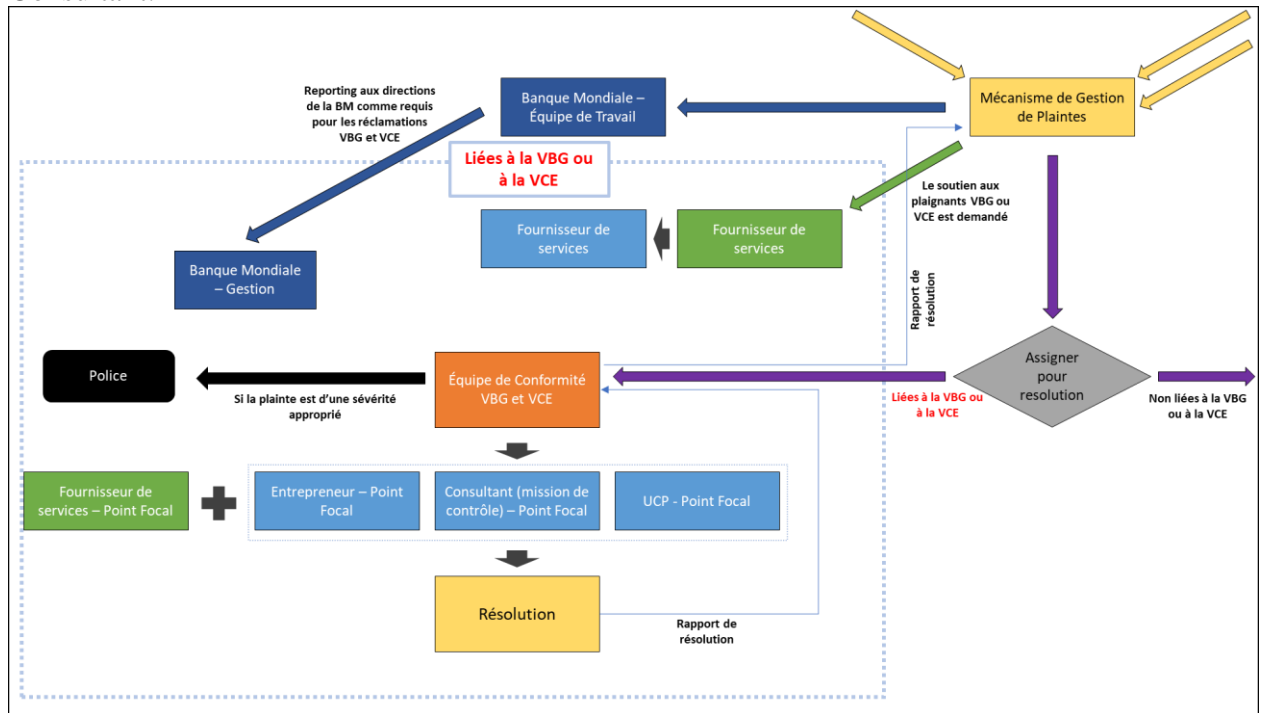 Reporting aux directions
de la BM comme requis
pour les réclamations
VBG et VCE
Banque Mondiale –
Équipe de Travail
Mécanisme de Gestion
de Plaintes
Liées à la VBG ou
à la VCE
Le soutien aux
plaignants VBG ou
VCE est demandé
Fournisseur de
services
Fournisseur de
services
Banque Mondiale
– Gestion
Rapport de
résolution
Police
Si la plainte est d'une sévérité
approprié
Équipe de Conformité
VBG et VCE
Liées à la VBG ou
à la VCE
Assigner
pour
resolution
Non liées à la VBG
ou à la VCE
Fournisseur de
services – Point Focal
Entrepreneur – Point
Focal
Consultant (mission de
contrôle) – Point Focal
UCP - Point Focal
Résolution
Rapport de
résolution